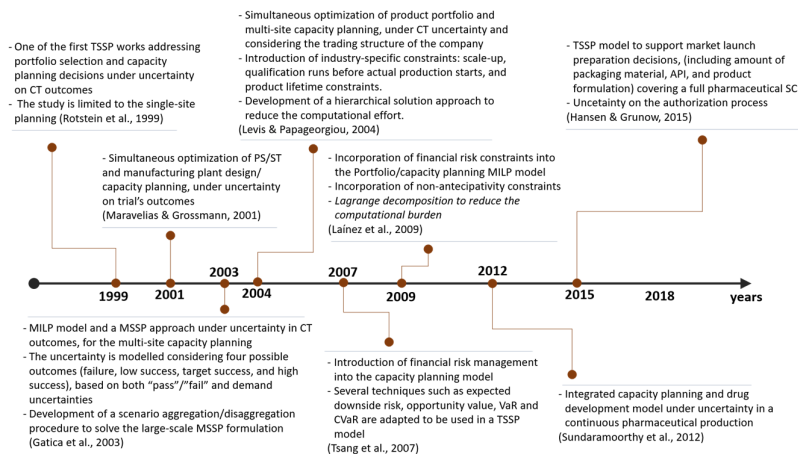 - One of the first TSSP works addressing
portfolio selection and capacity
planning decisions under uncertainty
on CT outcomes
- The study is limited to the single-site
planning (Rotstein et al., 1999)
- Simultaneous optimization of PS/ST
and manufacturing plant design/
capacity planning, under uncertainty
on trial's outcomes
(Maravelias & Grossmann, 2001)
- Simultaneous optimization of product portfolio and
multi-site capacity planning, under CT uncertainty and
considering the trading structure of the company
- Introduction of industry-specific constraints: scale-up,
qualification runs before actual production starts, and
product lifetime constraints.
- Development of a hierarchical solution approach to
reduce the computational effort.
(Levis & Papageorgiou, 2004)
- Incorporation of financial risk constraints into
the Portfolio/capacity planning MILP model
- Incorporation of non-antecipativity constraints
- Lagrange decomposition to reduce the
computational burden
(Laínez et al., 2009)
- TSSP model to support market launch
preparation decisions, (including amount of
packaging material, API, and product
formulation) covering a full pharmaceutical SC
- Uncetainty on the authorization process
(Hansen & Grunow, 2015)
1999
2001
2003
2004
2007
2009
2012
2015
2018
years
- MILP model and a MSSP approach under uncertainty in CT
outcomes, for the multi-site capacity planning
- The uncertainty is modelled considering four possible
outcomes (failure, low success, target success, and high
success), based on both "pass"/"fail" and demand
uncertainties
- Development of a scenario aggregation/disaggregation
procedure to solve the large-scale MSSP formulation
(Gatica et al., 2003)
- Introduction of financial risk management
into the capacity planning model
- Several techniques such as expected
downside risk, opportunity value, VaR and
CVaR are adapted to be used in a TSSP
model
(Tsang et al., 2007)
- Integrated capacity planning and drug
development model under uncertainty in a
continuous pharmaceutical production
(Sundaramoorthy et al., 2012)